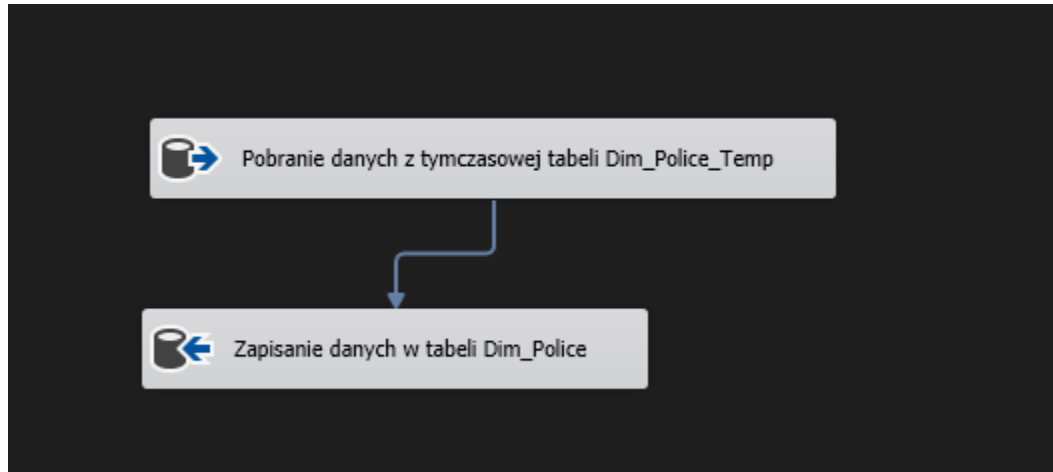 Pobranie danych z tymczasowej tabeli Dim_Police_Temp
Zapisanie danych w tabeli Dim_Police